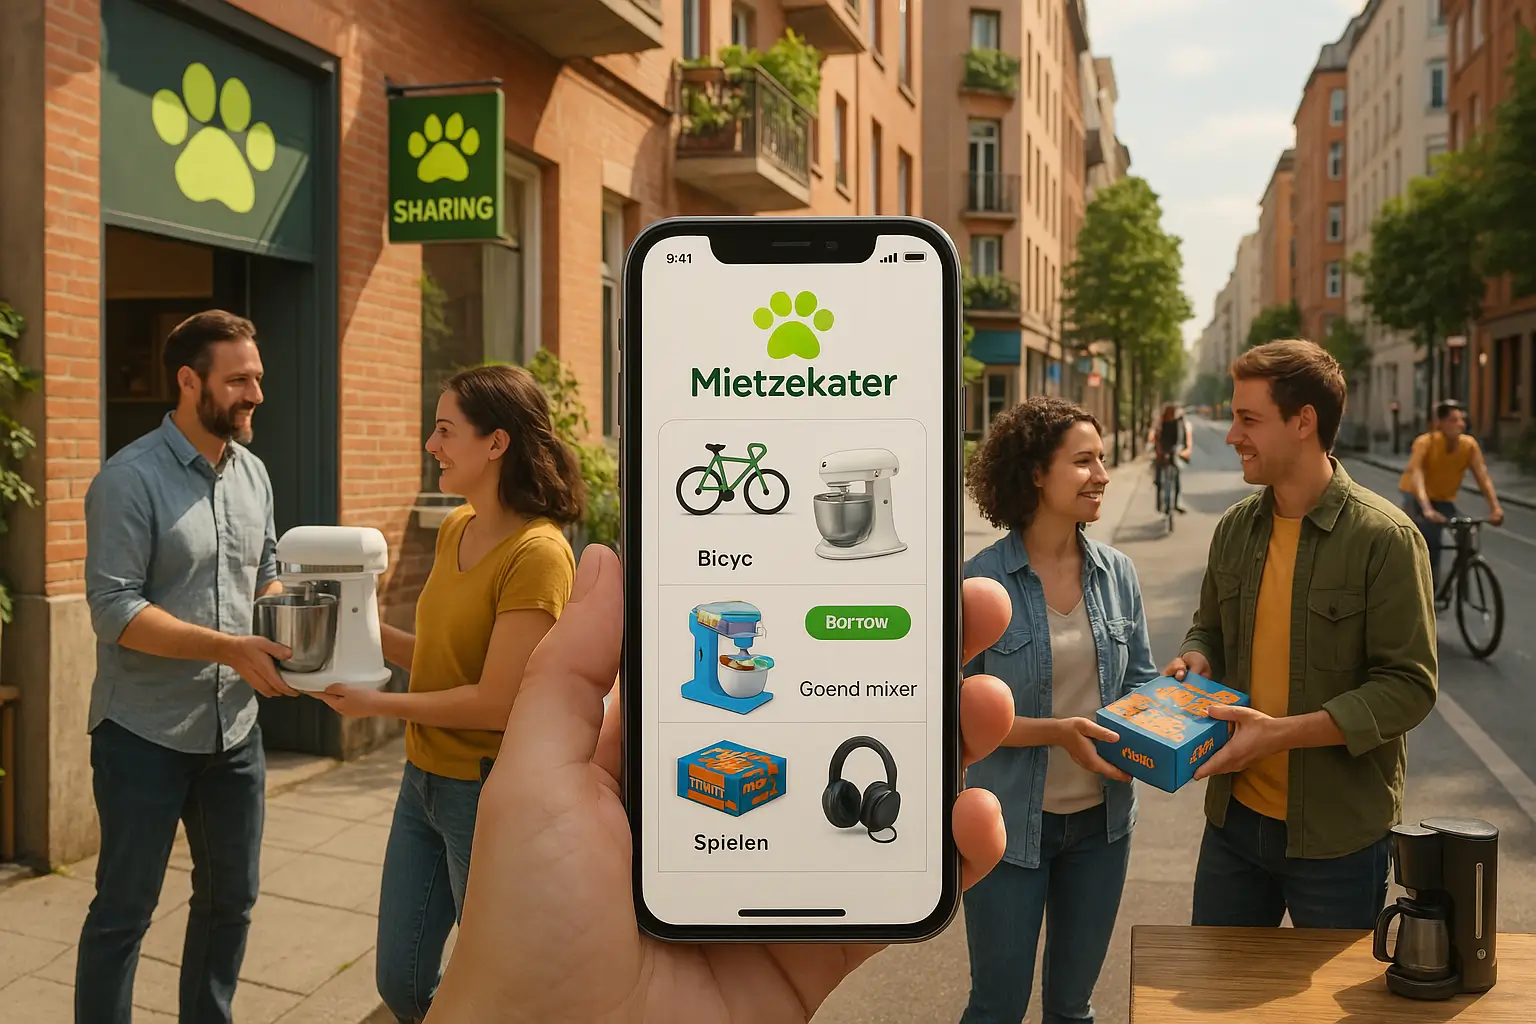 SHARING
9:41
Mietzekater
Bicyc
Borrow
Goend mixer
Spielen